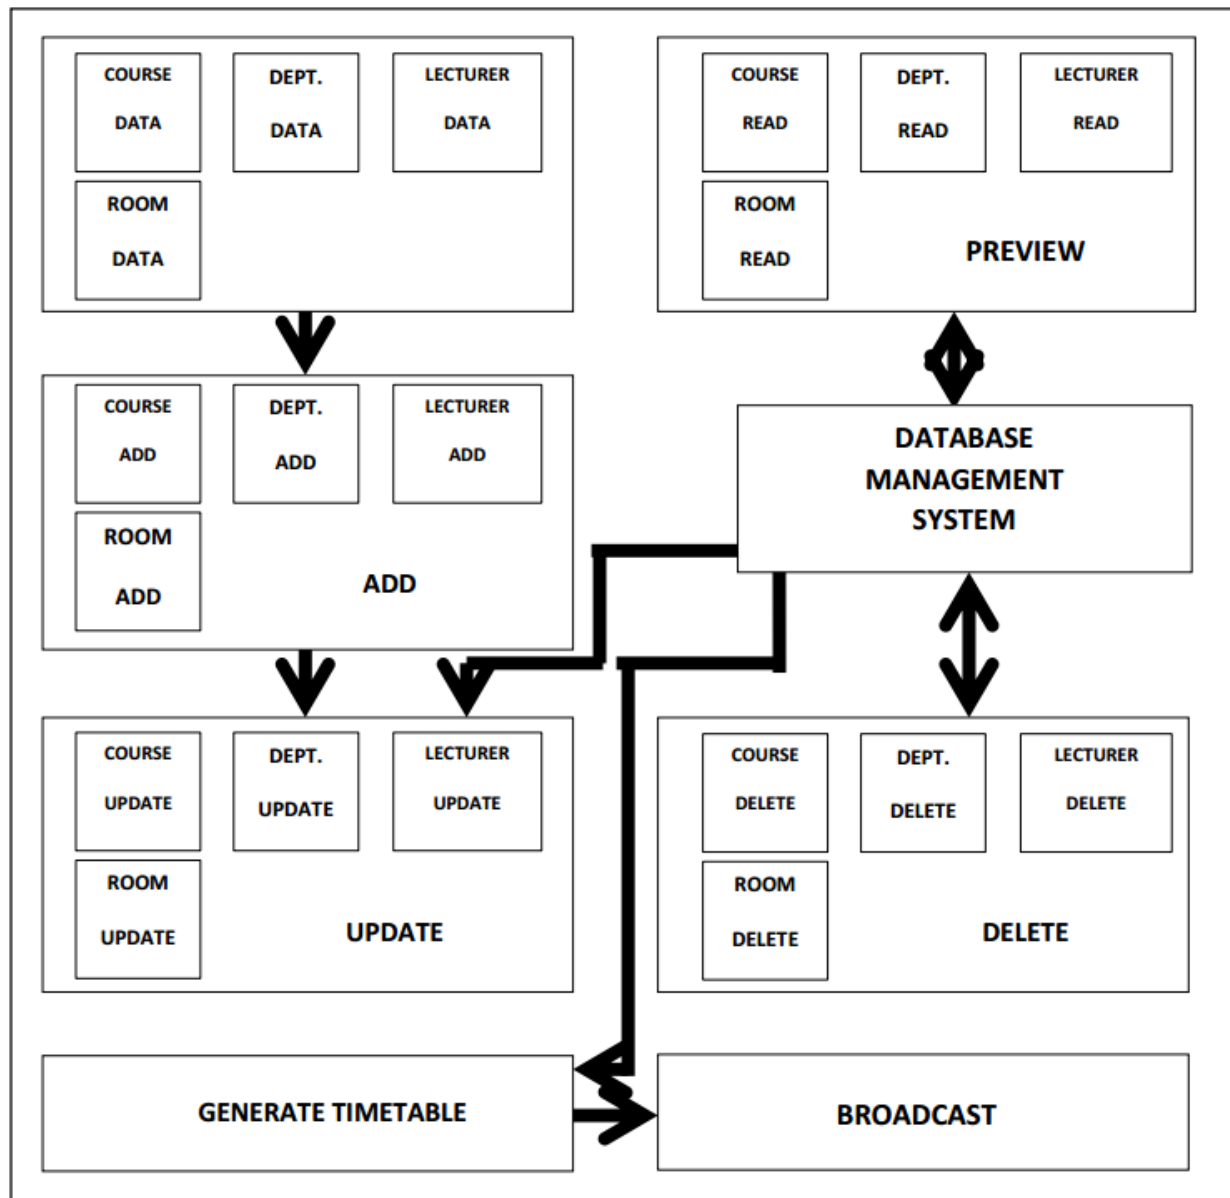 COURSE
DATA
DEPT.
DATA
LECTURER
DATA
ROOM
DATA
COURSE
READ
DEPT.
READ
LECTURER
READ
ROOM
READ
PREVIEW
COURSE
ADD
DEPT.
ADD
LECTURER
ADD
ROOM
ADD
ADD
DATABASE
MANAGEMENT
SYSTEM
COURSE
UPDATE
DEPT.
UPDATE
LECTURER
UPDATE
ROOM
UPDATE
UPDATE
COURSE
DELETE
DEPT.
DELETE
LECTURER
DELETE
ROOM
DELETE
DELETE
GENERATE TIMETABLE
BROADCAST